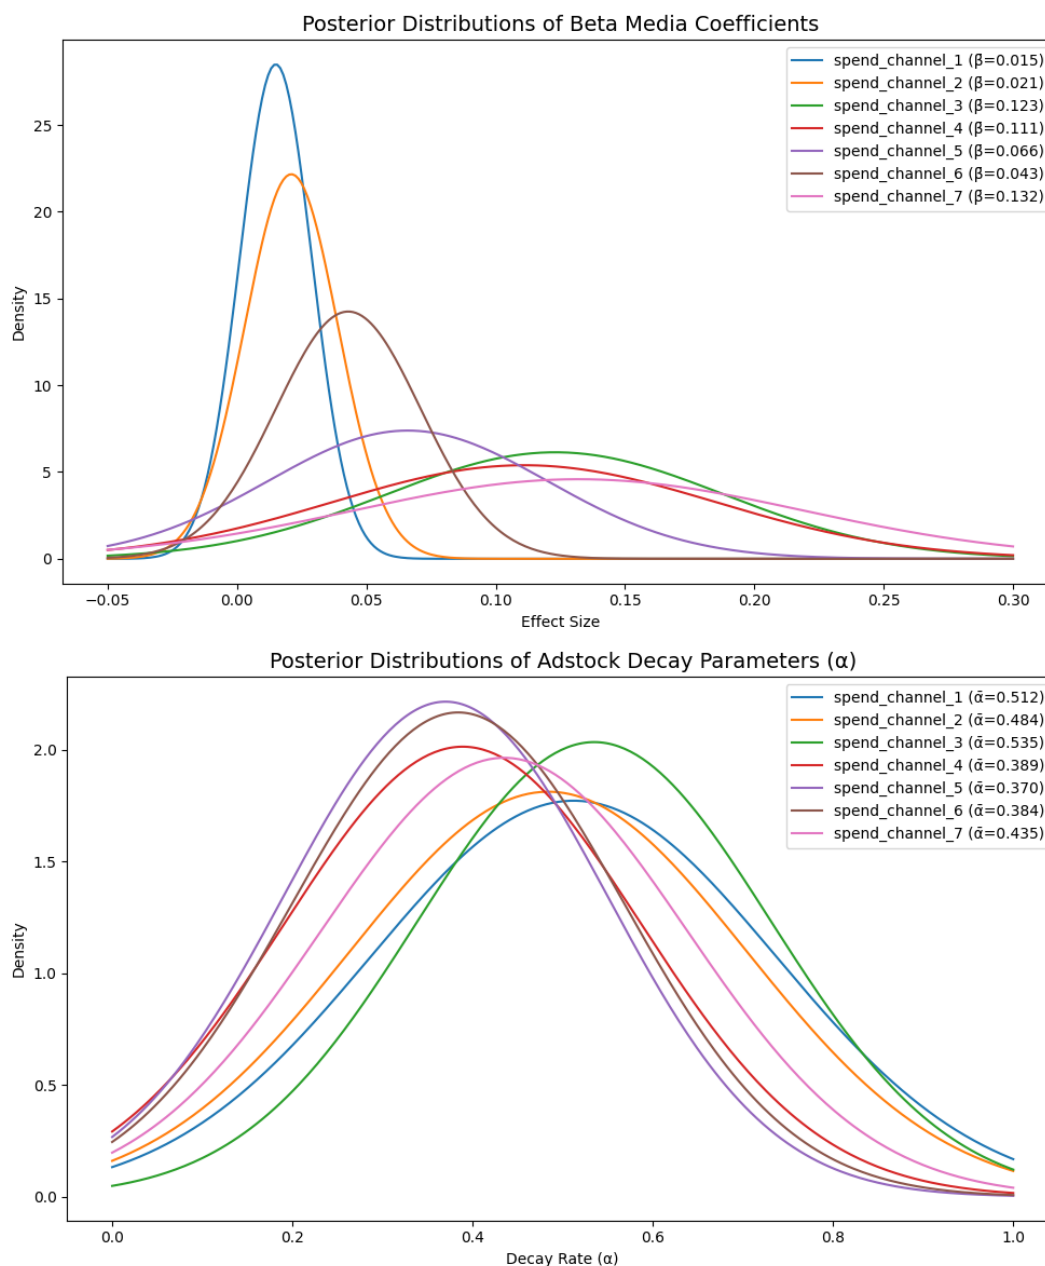 Posterior Distributions of Beta Media Coefficients
spend_channel_1 (β̄=0.015)
spend_channel_2 (β̄=0.021)
spend_channel_3 (β̄=0.123)
spend_channel_4 (β̄=0.111)
spend_channel_5 (β̄=0.066)
spend_channel_6 (β̄=0.043)
spend_channel_7 (β̄=0.132)
25
20
15
10
5
0
Density
−0.05 0.00 0.05 0.10 0.15 0.20 0.25 0.30
Effect Size
Posterior Distributions of Adstock Decay Parameters (α)
spend_channel_1 (ᾱ=0.512)
spend_channel_2 (ᾱ=0.484)
spend_channel_3 (ᾱ=0.535)
spend_channel_4 (ᾱ=0.389)
spend_channel_5 (ᾱ=0.370)
spend_channel_6 (ᾱ=0.384)
spend_channel_7 (ᾱ=0.435)
2.0
1.5
1.0
0.5
0.0
Density
0.0 0.2 0.4 0.6 0.8 1.0
Decay Rate (α)